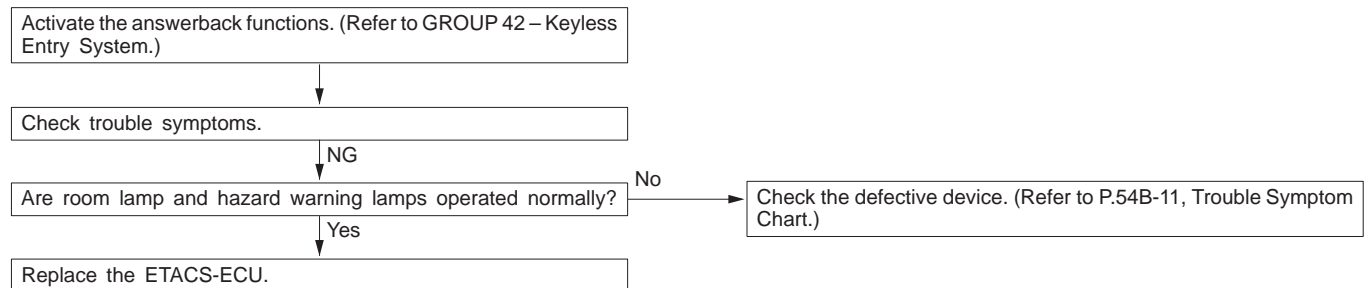 Activate the answerback functions. (Refer to GROUP 42 – Keyless
Entry System.)
Check trouble symptoms.
NG
Are room lamp and hazard warning lamps operated normally?
No
Check the defective device. (Refer to P.54B-11, Trouble Symptom
Chart.)
Yes
Replace the ETACS-ECU.